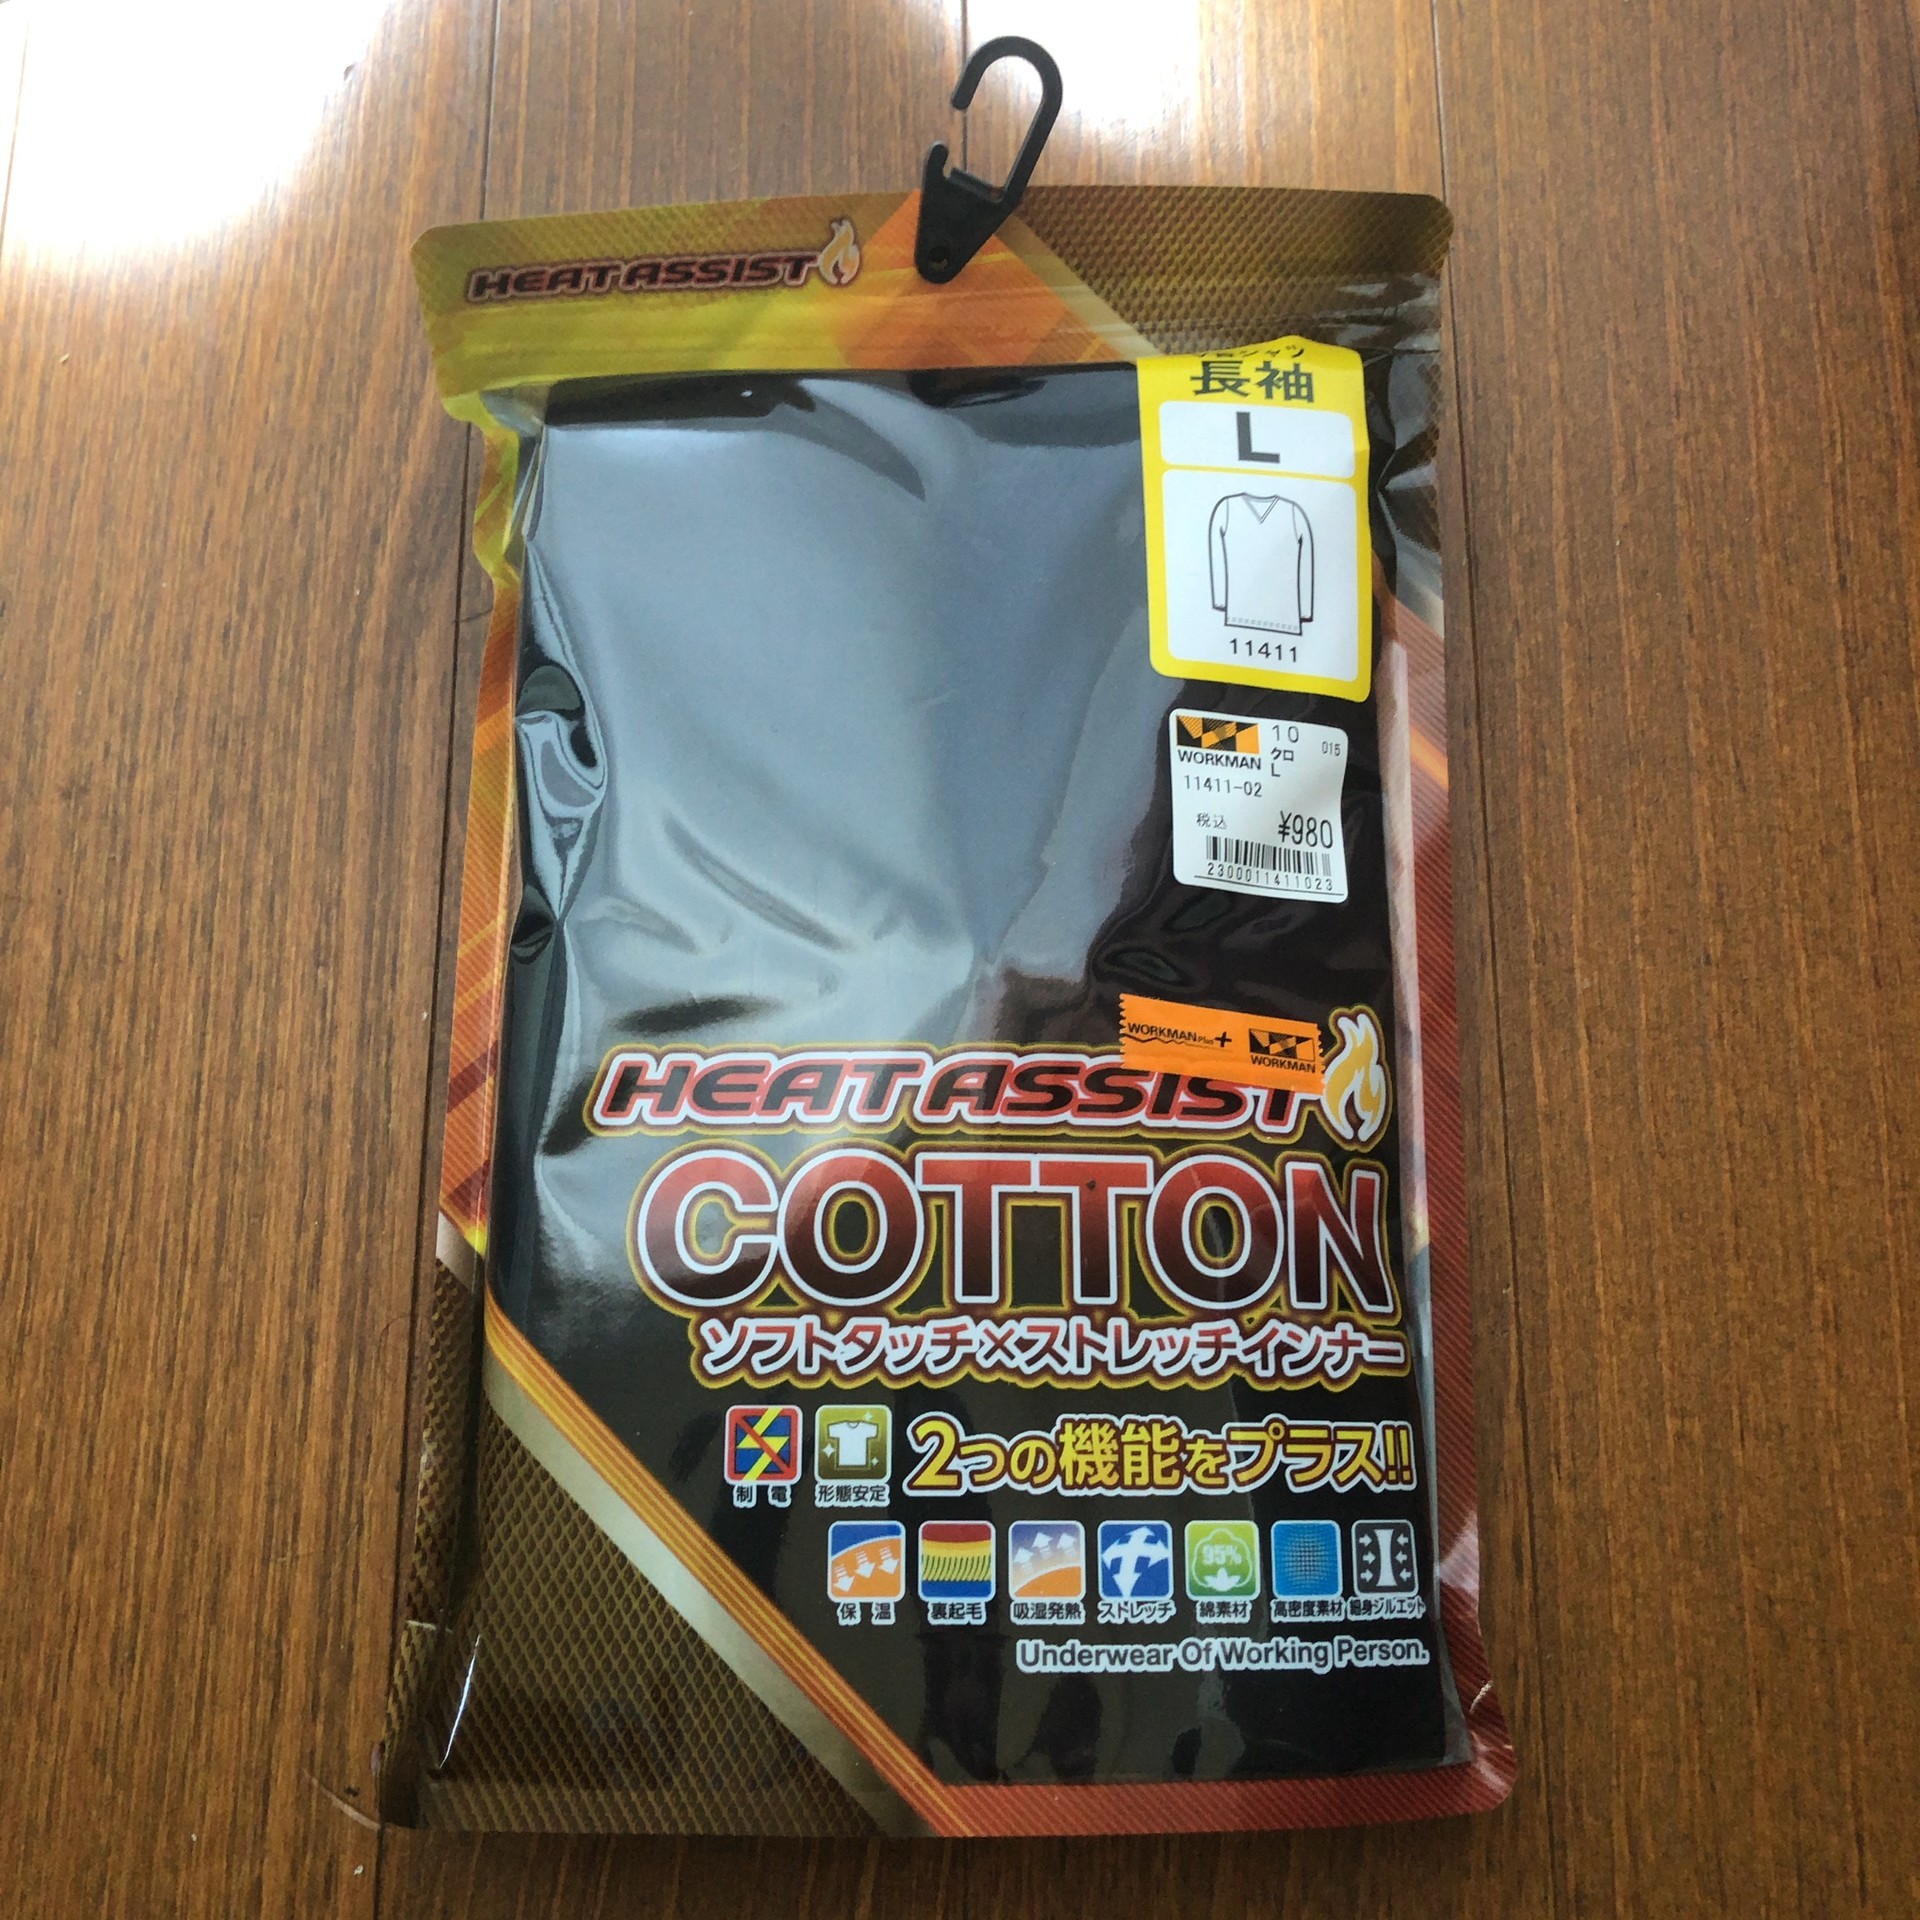 HEAT ASSIST
長袖
L
11411
WORKMAN
10
015
クロ
L
11411-02
税込
¥980
2300011411023
WORKMAN Plus+
WORKMAN
HEAT ASSIST
COTTON
ソフトタッチ×ストレッチインナー
制電
形態安定
2つの機能をプラス!!
95%
保温
裏起毛
吸湿発熱
ストレッチ
綿素材
高密度素材
細身シルエット
Underwear Of Working Person.